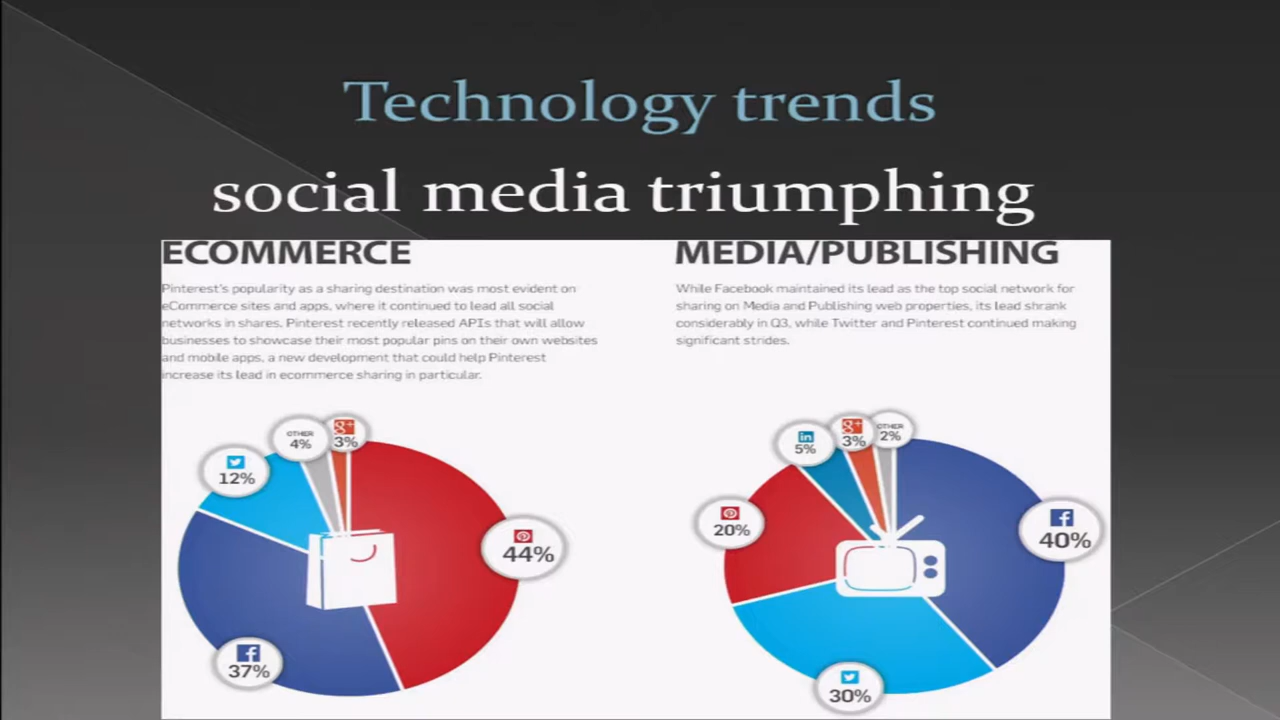 Technology trends
social media triumphing
ECOMMERCE
Pinterest's popularity as a sharing destination was most evident on
eCommerce sites and apps, where it continued to lead all social
networks in shares. Pinterest recently released APIs that will allow
businesses to showcase their most popular pins on their own websites
and mobile apps, a new development that could help Pinterest
increase its lead in ecommerce sharing in particular.
OTHER
4%
g+
3%
12%
44%
f
37%
MEDIA/PUBLISHING
While Facebook maintained its lead as the top social network for
sharing on Media and Publishing web properties, its lead shrank
considerably in Q3, while Twitter and Pinterest continued making
significant strides.
in
5%
g+
3%
OTHER
2%
20%
f
40%
30%